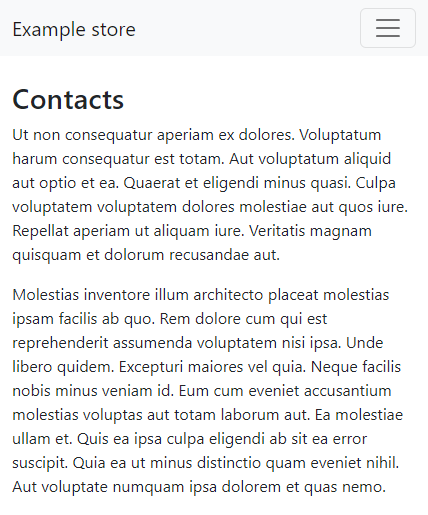 Example store
Contacts
Ut non consequatur aperiam ex dolores. Voluptatum
harum consequatur est totam. Aut voluptatum aliquid
aut optio et ea. Quaerat et eligendi minus quasi. Culpa
voluptatem voluptatem dolores molestiae aut quos iure.
Repellat aperiam ut aliquam iure. Veritatis magnam
quisquam et dolorum recusandae aut.
Molestias inventore illum architecto placeat molestias
ipsam facilis ab quo. Rem dolore cum qui est
reprehenderit assumenda voluptatem nisi ipsa. Unde
libero quidem. Excepturi maiores vel quia. Neque facilis
nobis minus veniam id. Eum cum eveniet accusantium
molestias voluptas aut totam laborum aut. Ea molestiae
ullam et. Quis ea ipsa culpa eligendi ab sit ea error
suscipit. Quia ea ut minus distinctio quam eveniet nihil.
Aut voluptate numquam ipsa dolorem et quas nemo.